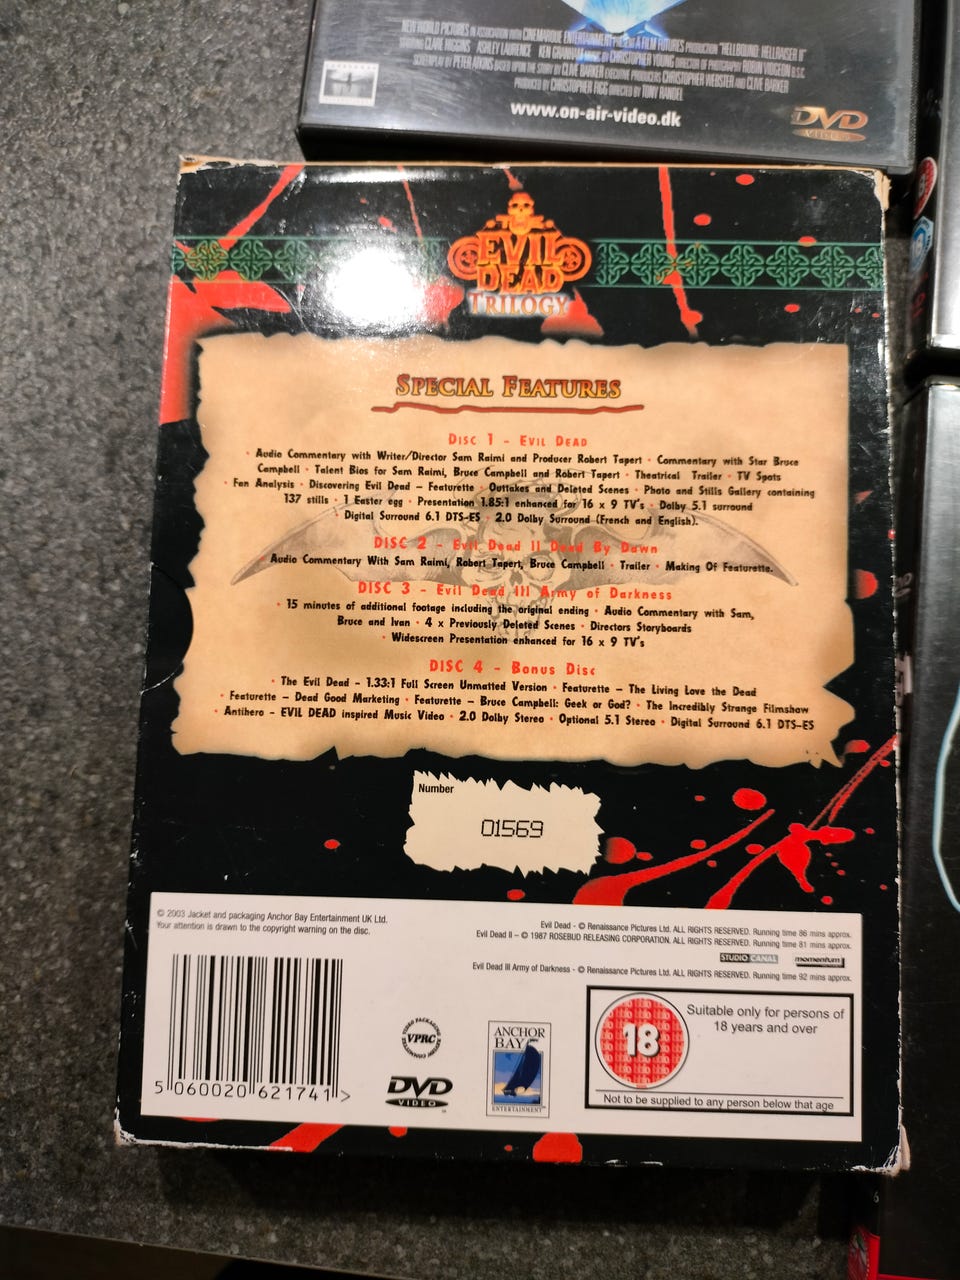 NEW WORLD PICTURES IN ASSOCIATION WITH CINEMARQUE ENTERTAINMENT PRESENT A FILM FUTURES PRODUCTION "HELLBOUND: HELLRAISER II"
CLARE HIGGINS ASHLEY LAURENCE KEN CHRISTOPHER YOUNG DIRECTOR OF PHOTOGRAPHY ROBIN VIDGEON B.S.C.
SCREENPLAY BY PETER ATKINS BASED UPON THE STORY BY CLIVE BARKER EXECUTIVE PRODUCERS CHRISTOPHER WEBSTER AND CLIVE BARKER
PRODUCED BY CHRISTOPHER FIGG DIRECTED BY TONY RANDEL
www.on-air-video.dk
DVD
VIDEO
EVIL
DEAD
TRILOGY
SPECIAL FEATURES
DISC 1 - EVIL DEAD
• Audio Commentary with Writer/Director Sam Raimi and Producer Robert Tapert • Commentary with Star Bruce
Campbell • Talent Bios for Sam Raimi, Bruce Campbell and Robert Tapert • Theatrical Trailer • TV Spots
• Fan Analysis • Discovering Evil Dead – Featurette • Outtakes and Deleted Scenes • Photo and Stills Gallery containing
137 stills • 1 Easter egg • Presentation 1.85:1 enhanced for 16 x 9 TV's • Dolby 5.1 surround
• Digital Surround 6.1 DTS-ES • 2.0 Dolby Surround (French and English).
DISC 2 - Evil Dead II Dead By Dawn
• Audio Commentary With Sam Raimi, Robert Tapert, Bruce Campbell • Trailer • Making Of Featurette.
DISC 3 - Evil Dead III Army of Darkness
• 15 minutes of additional footage including the original ending • Audio Commentary with Sam,
Bruce and Ivan • 4 x Previously Deleted Scenes • Directors Storyboards
• Widescreen Presentation enhanced for 16 x 9 TV's
DISC 4 - Bonus Disc
• The Evil Dead – 1.33:1 Full Screen Unmatted Version • Featurette – The Living Love the Dead
• Featurette – Dead Good Marketing • Featurette – Bruce Campbell: Geek or God? • The Incredibly Strange Filmshow
• Antihero – EVIL DEAD inspired Music Video • 2.0 Dolby Stereo • Optional 5.1 Stereo • Digital Surround 6.1 DTS-ES
Number
01569
© 2003 Jacket and packaging Anchor Bay Entertainment UK Ltd.
Your attention is drawn to the copyright warning on the disc.
Evil Dead - © Renaissance Pictures Ltd. ALL RIGHTS RESERVED. Running time 86 mins approx.
Evil Dead II – © 1987 ROSEBUD RELEASING CORPORATION. ALL RIGHTS RESERVED. Running time 81 mins approx.
STUDIO CANAL momentum
Evil Dead III Army of Darkness - © Renaissance Pictures Ltd. ALL RIGHTS RESERVED. Running time 92 mins approx.
5 060020 621741 >
VIDEO PACKAGING REVIEW COMMITTEE
VPRC
DVD
VIDEO
ANCHOR
BAY
ENTERTAINMENT
18
Suitable only for persons of
18 years and over
Not to be supplied to any person below that age